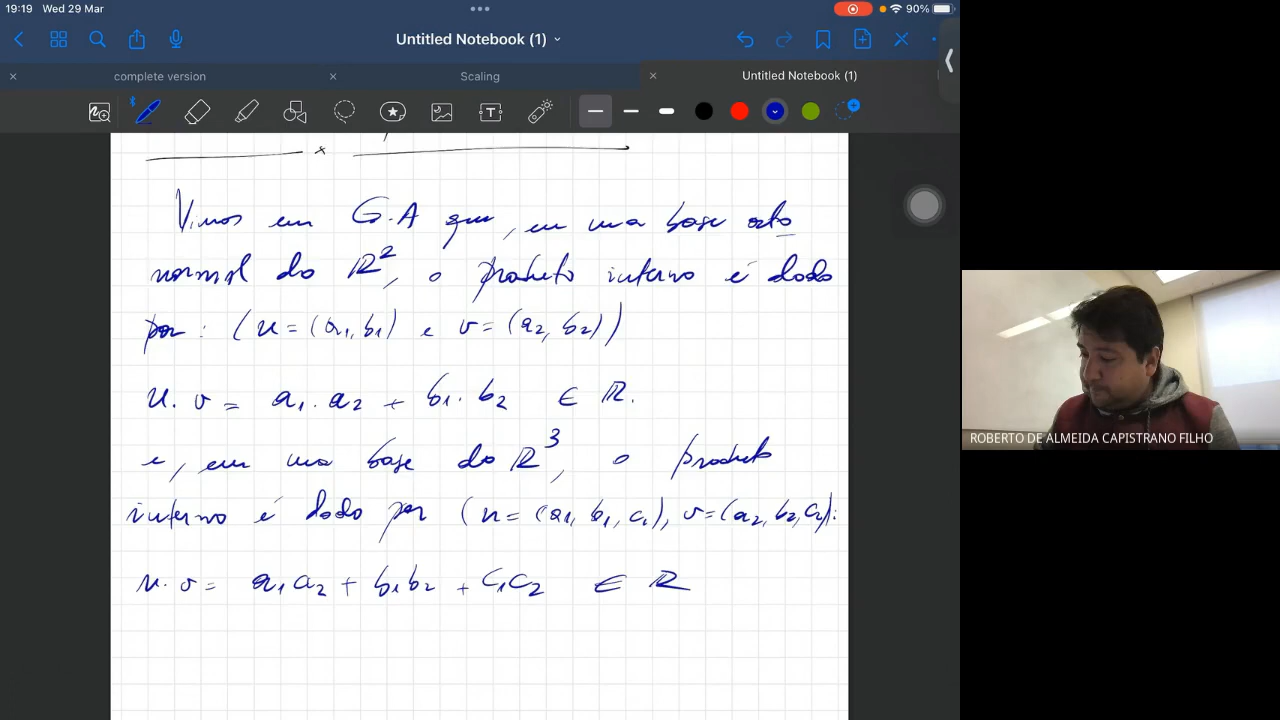 19:19 Wed 29 Mar
90%
Untitled Notebook (1)
complete version
Scaling
Untitled Notebook (1)
Vimos em G.A que, em uma base orto
normal do ℝ², o produto interno é dado
por: (u = (a₁, b₁) e v = (a₂, b₂))
u . v = a₁ . a₂ + b₁ . b₂ ∈ ℝ.
e, em uma base do ℝ³, o produto
interno é dado por (u = (a₁, b₁, c₁), v = (a₂, b₂, c₂):
u . v = a₁a₂ + b₁b₂ + c₁c₂ ∈ ℝ
ROBERTO DE ALMEIDA CAPISTRANO FILHO